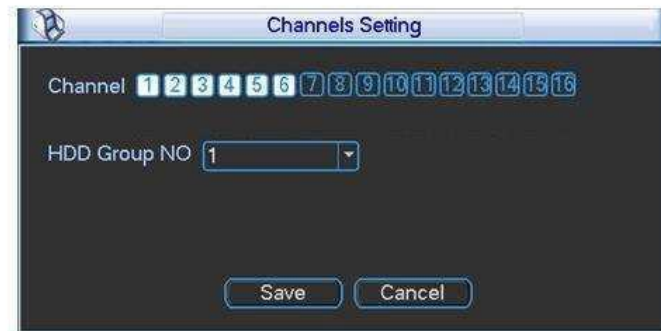 Channels Setting
Channel 1 2 3 4 5 6 7 8 9 10 11 12 13 14 15 16
HDD Group NO 1
Save Cancel